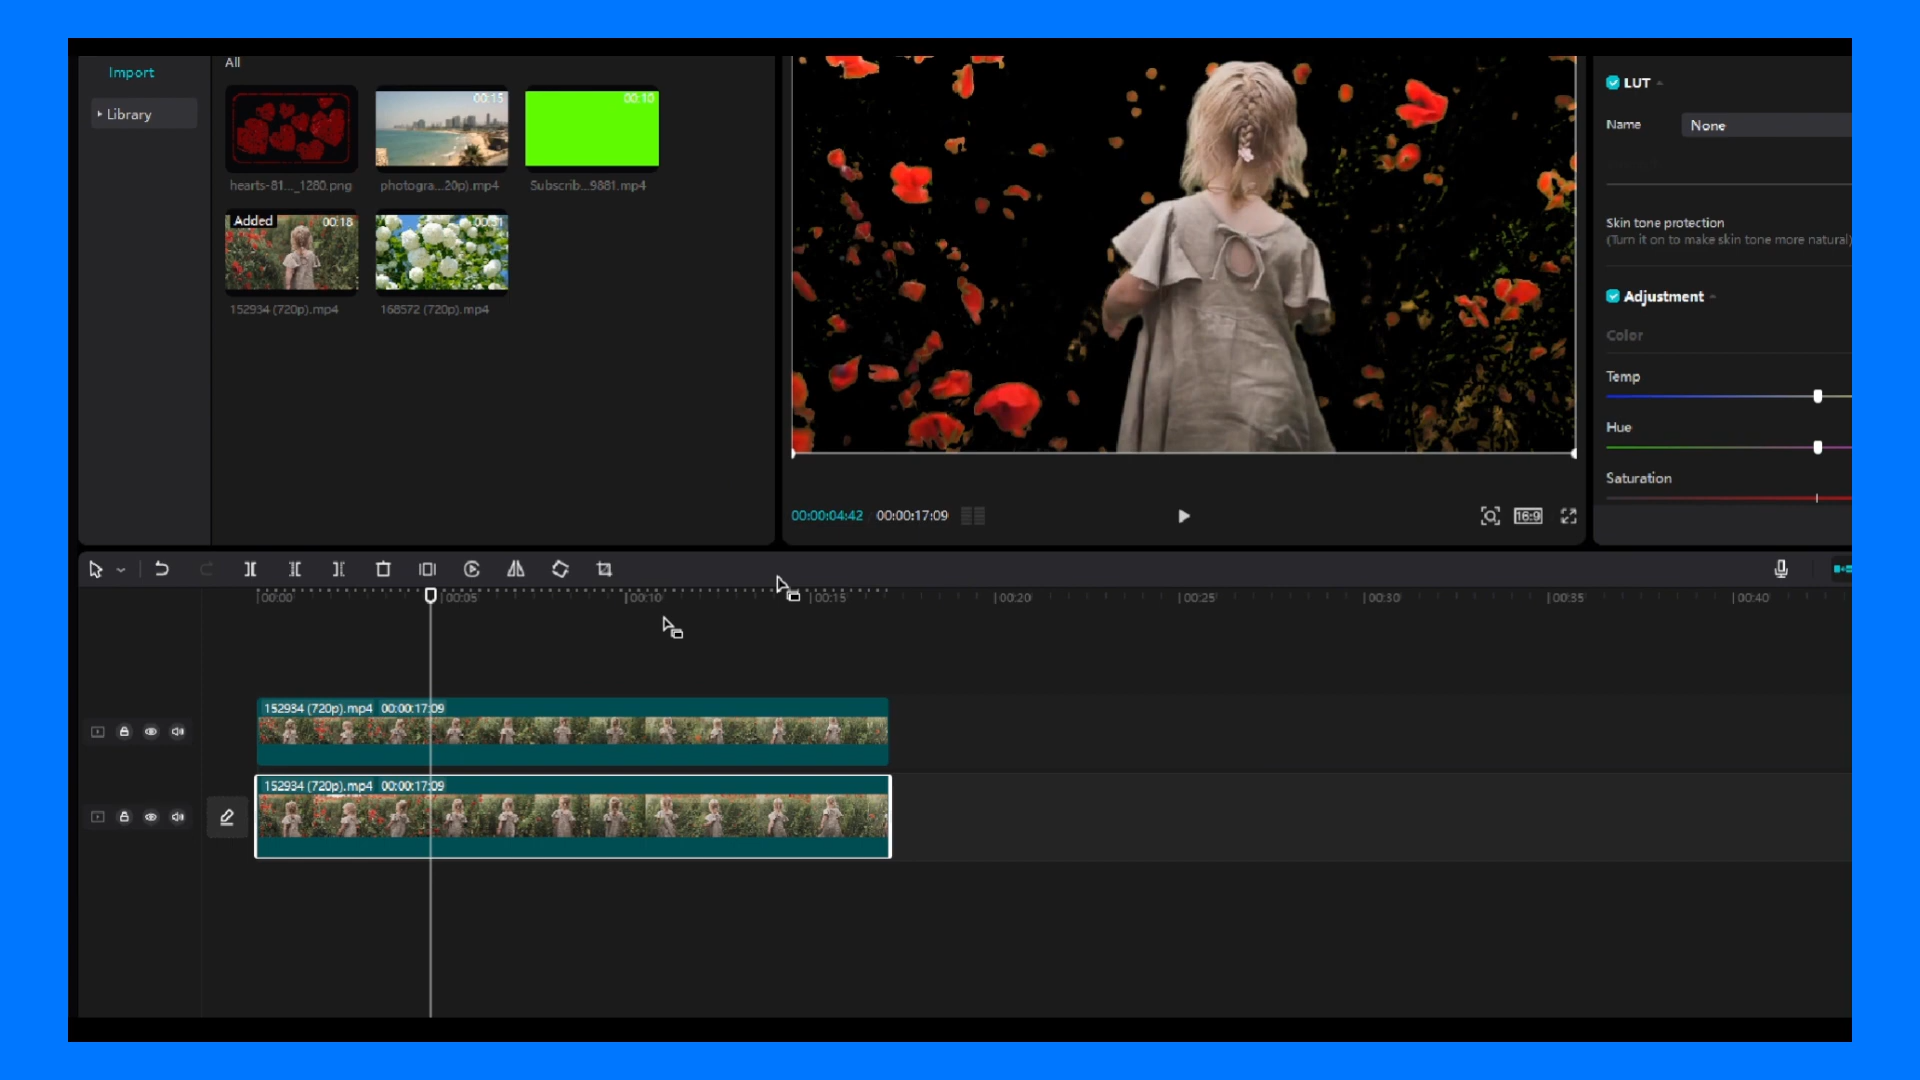 Import
All
LUT
Library
00:15
00:10
Name
None
hearts-81..._1280.png
photogra...20p).mp4
Subscrib...9881.mp4
Added
00:18
Skin tone protection
(Turn it on to make skin tone more natural)
152934 (720p).mp4
168572 (720p).mp4
Adjustment
Color
Temp
Hue
Saturation
00:00:04:42
00:00:17:09
16:9
00:00
00:05
00:10
00:15
00:20
00:25
00:30
00:35
00:40
152934 (720p).mp4 00:00:17:09
152934 (720p).mp4 00:00:17:09